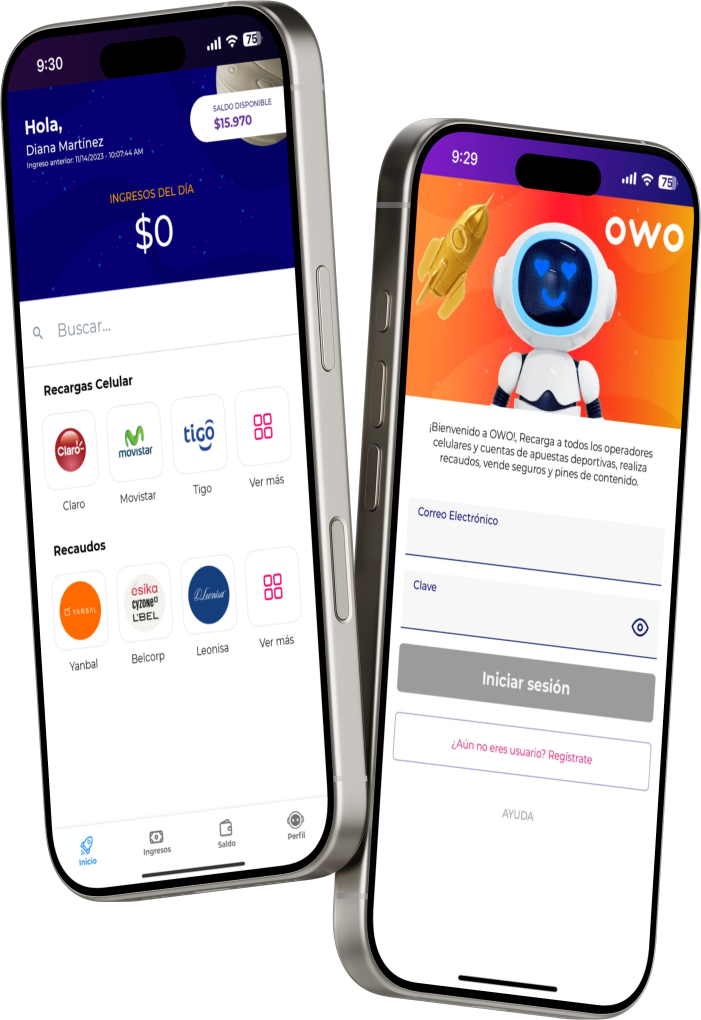 9:30
75
Hola,
Diana Martínez
Ingreso anterior: 11/14/2023 - 10:07:44 AM
SALDO DISPONIBLE
$15.970
INGRESOS DEL DÍA
$0
Buscar...
Recargas Celular
Claro
movistar
tigo
Claro
Movistar
Tigo
Ver más
Recaudos
YANBAL
ésika
cyzone
L'BEL
Leonisa
Yanbal
Belcorp
Leonisa
Ver más
Inicio
Ingresos
Saldo
Perfil
9:29
75
OWO
¡Bienvenido a OWO!, Recarga a todos los operadores
celulares y cuentas de apuestas deportivas, realiza
recaudos, vende seguros y pines de contenido.
Correo Electrónico
Clave
Iniciar sesión
¿Aún no eres usuario? Regístrate
AYUDA